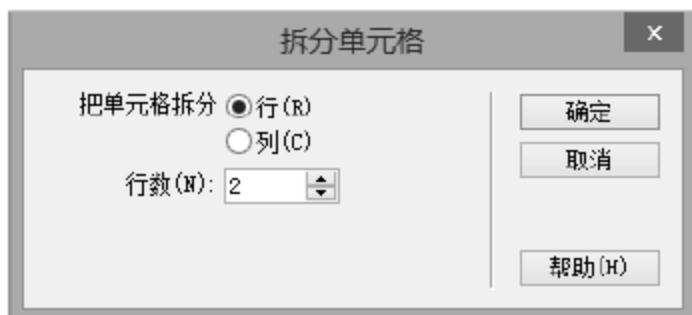 拆分单元格
把单元格拆分 行(R)
列(C)
行数(N): 2
确定
取消
帮助(H)